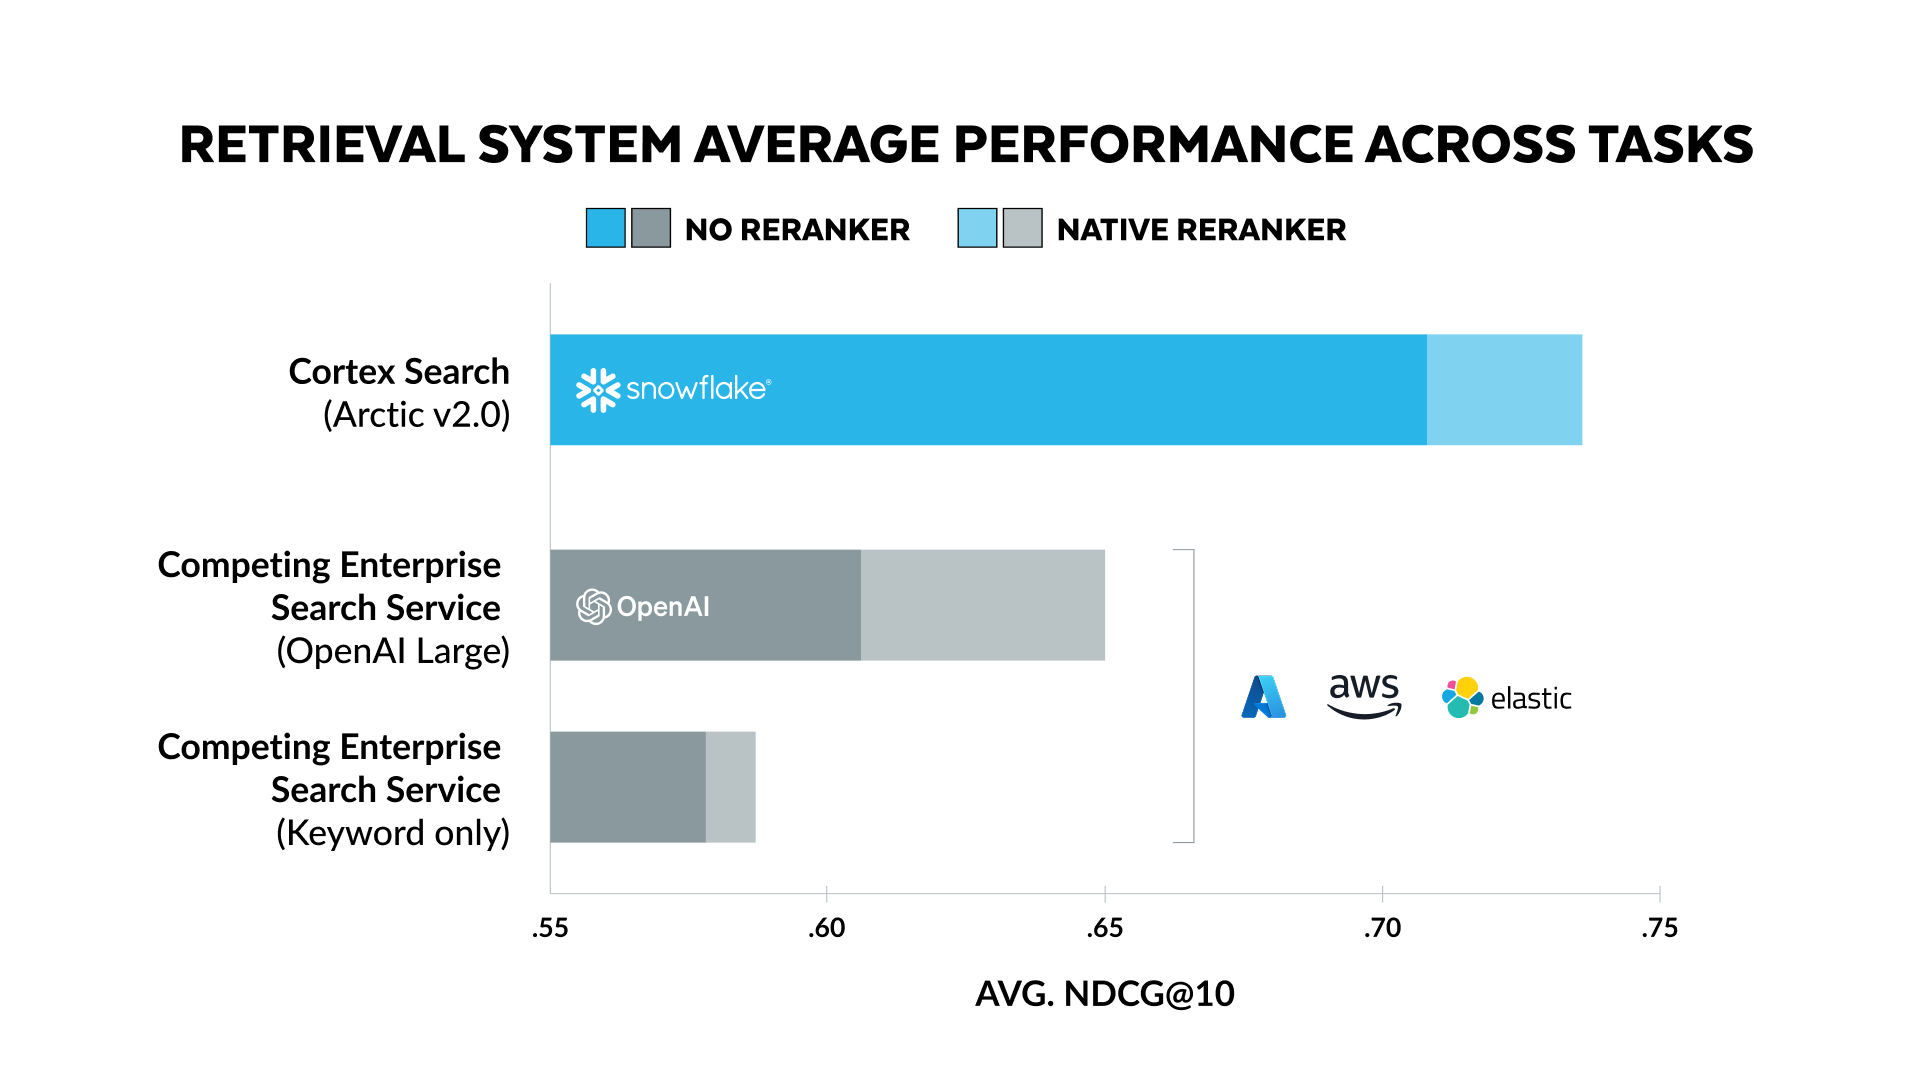 RETRIEVAL SYSTEM AVERAGE PERFORMANCE ACROSS TASKS
NO RERANKER
NATIVE RERANKER
Cortex Search
(Arctic v2.0)
snowflake®
Competing Enterprise
Search Service
(OpenAI Large)
OpenAI
Competing Enterprise
Search Service
(Keyword only)
aws
elastic
.55
.60
.65
.70
.75
AVG. NDCG@10